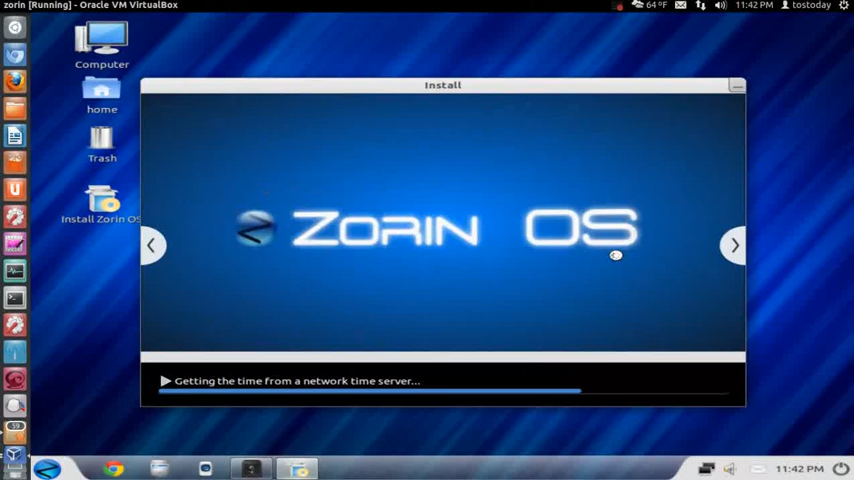 zorin [Running] - Oracle VM VirtualBox
64 °F
11:42 PM
tostoday
Computer
home
Trash
Install Zorin OS
Install
ZORIN OS
Getting the time from a network time server...
59
11:42 PM